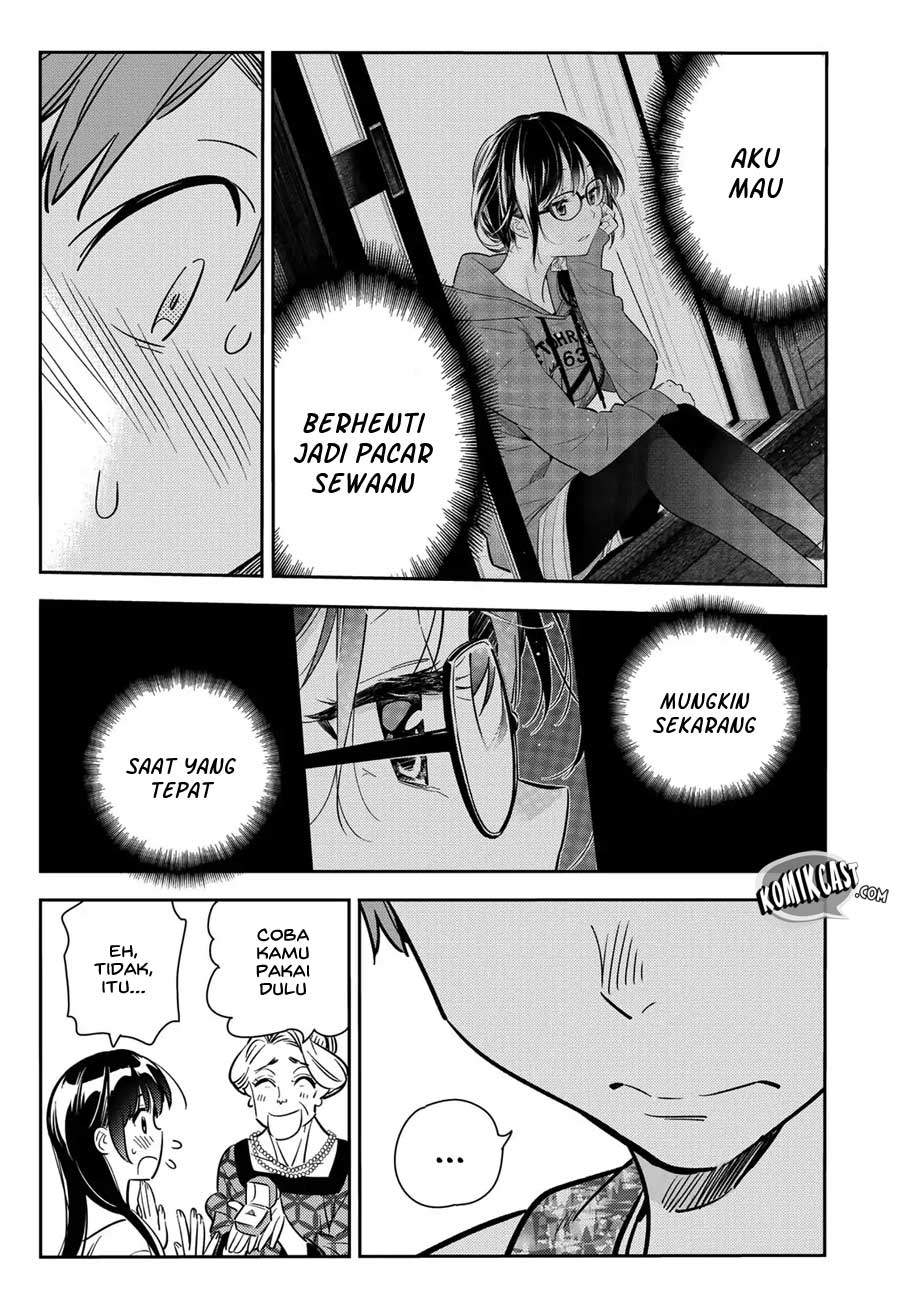 AKU
MAU
BERHENTI
JADI PACAR
SEWAAN
MUNGKIN
SEKARANG
SAAT YANG
TEPAT
KOMIKCAST
.COM
COBA
KAMU
PAKAI
DULU
EH,
TIDAK,
ITU...
...